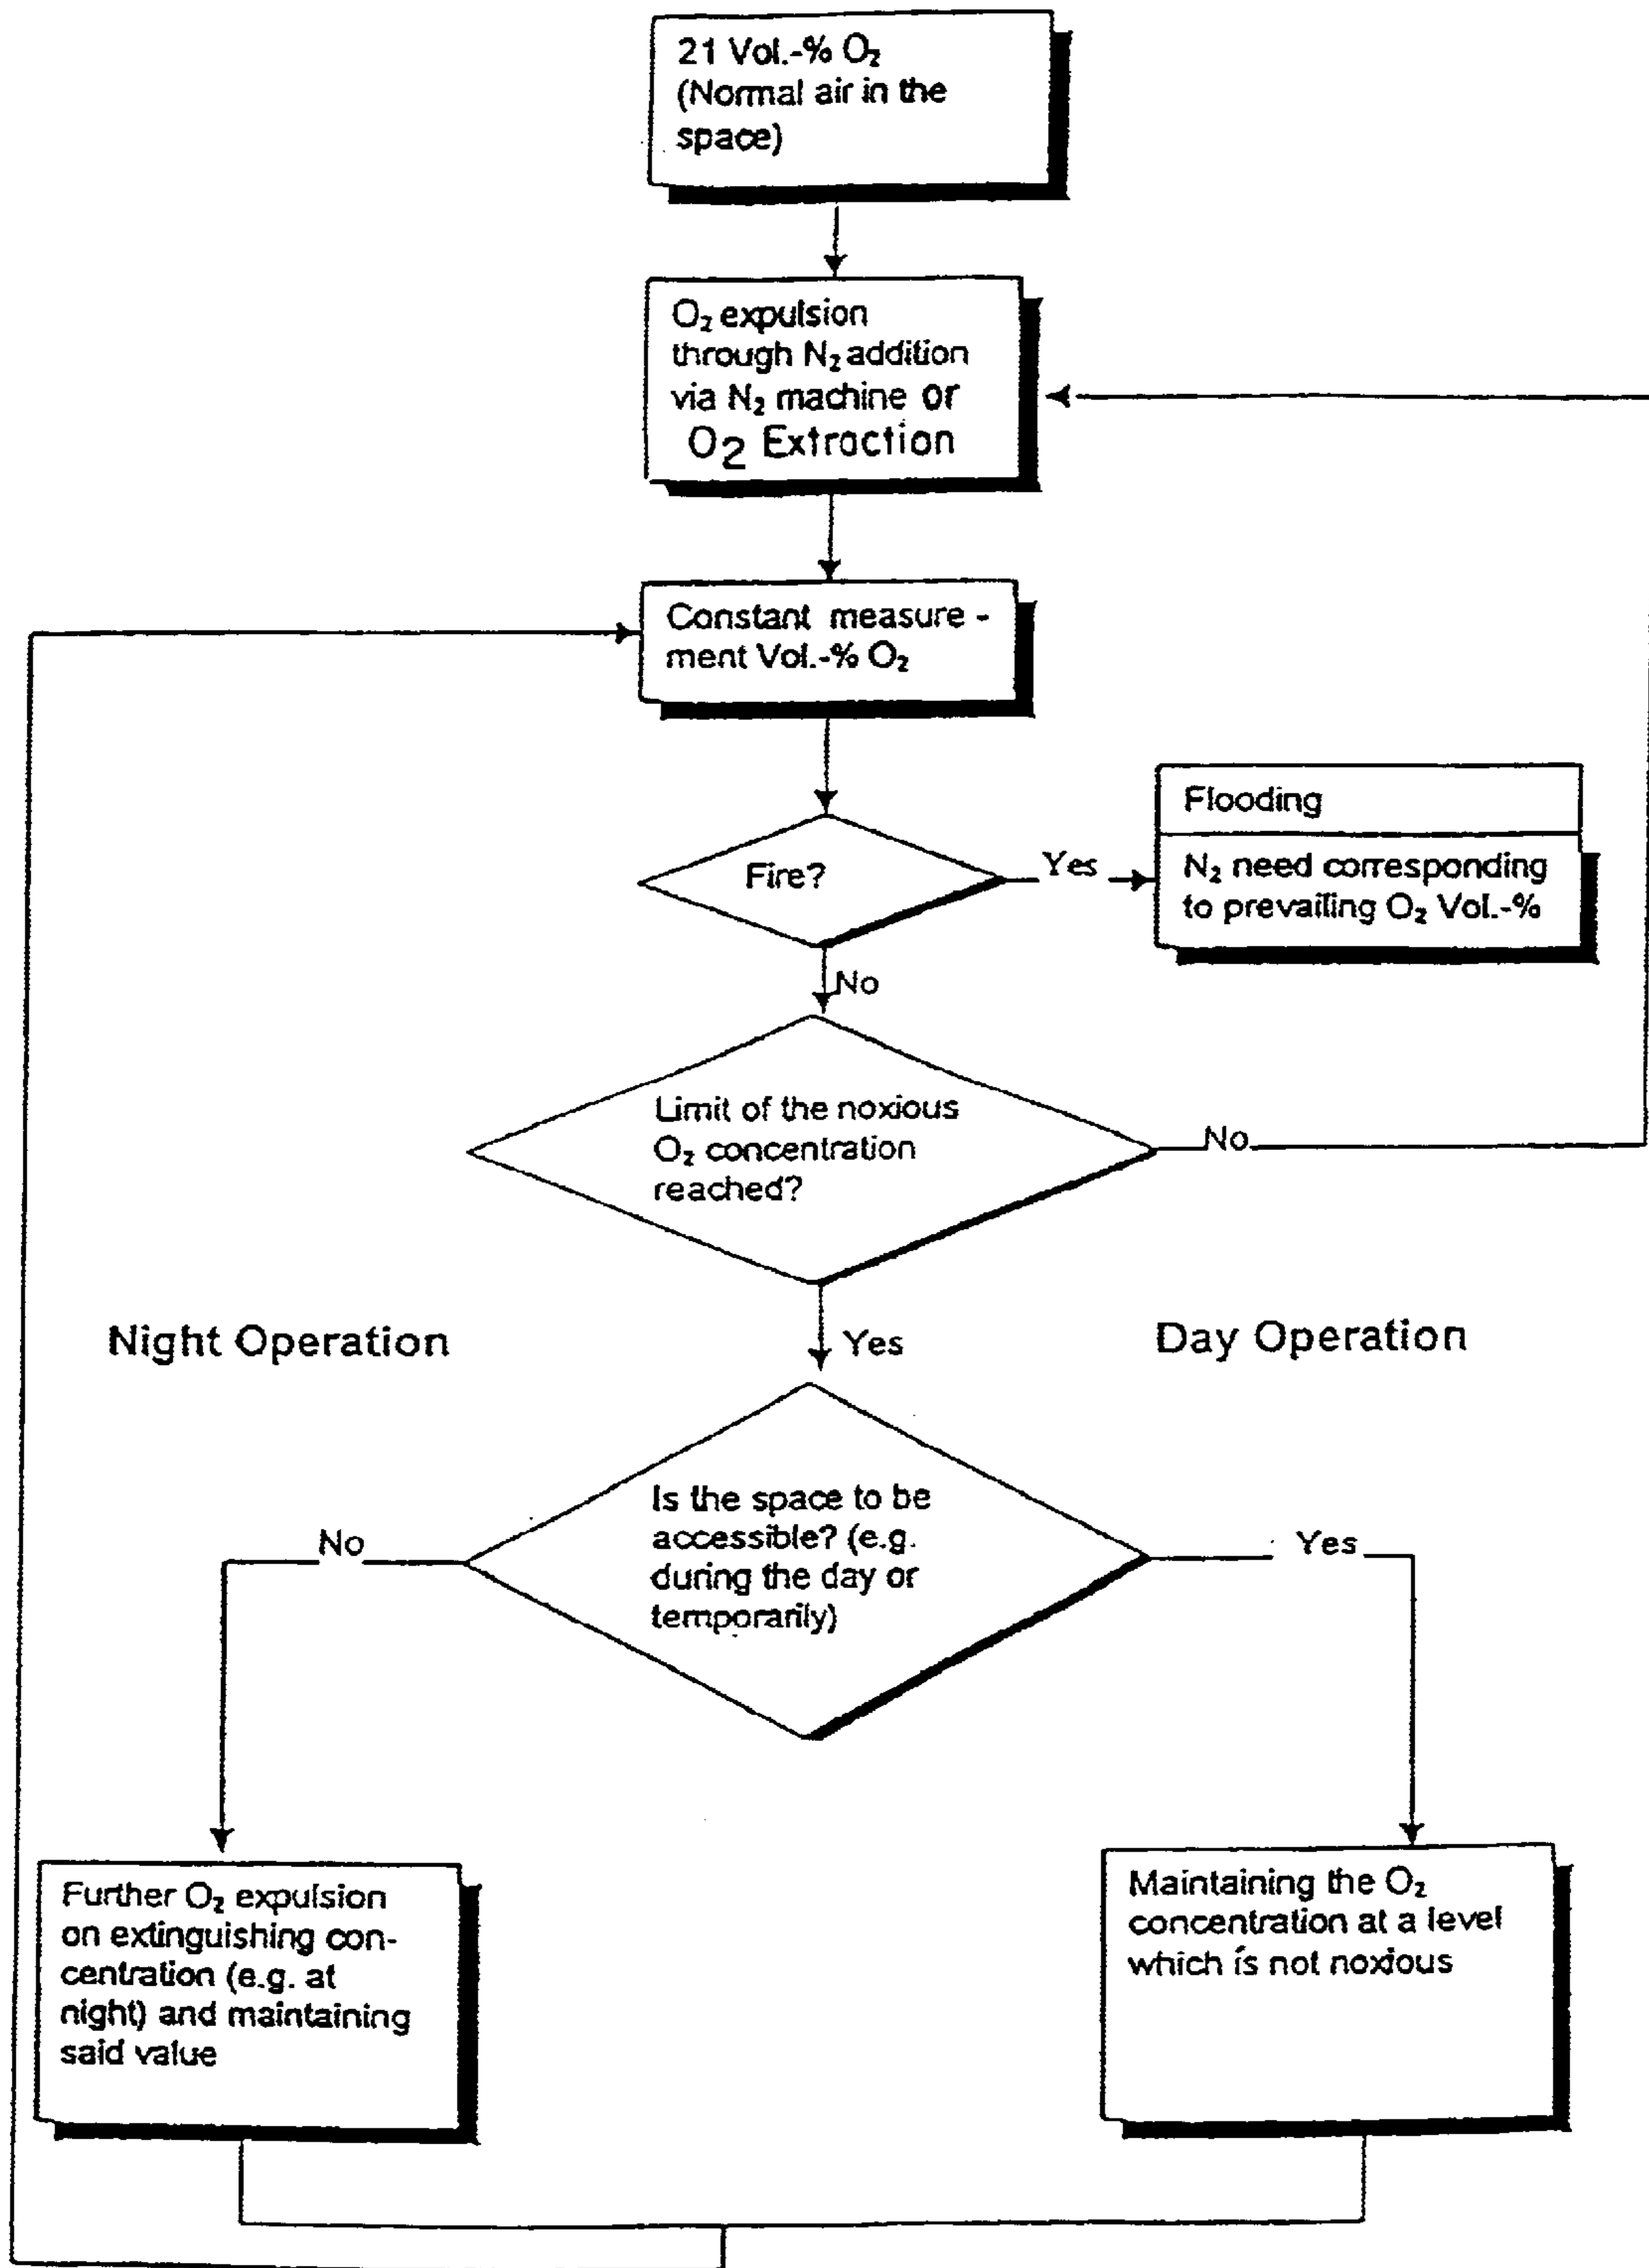 21 Vol.-% O₂
(Normal air in the
space)
O₂ expulsion
through N₂ addition
via N₂ machine or
O₂ Extraction
Constant measure -
ment Vol.-% O₂
Fire?
Yes
Flooding
N₂ need corresponding
to prevailing O₂ Vol.-%
No
Limit of the noxious
O₂ concentration
reached?
No
Night Operation
Yes
Day Operation
Is the space to be
accessible? (e.g.
during the day or
temporarily)
No
Yes
Further O₂ expulsion
on extinguishing con-
centration (e.g. at
night) and maintaining
said value
Maintaining the O₂
concentration at a level
which is not noxious